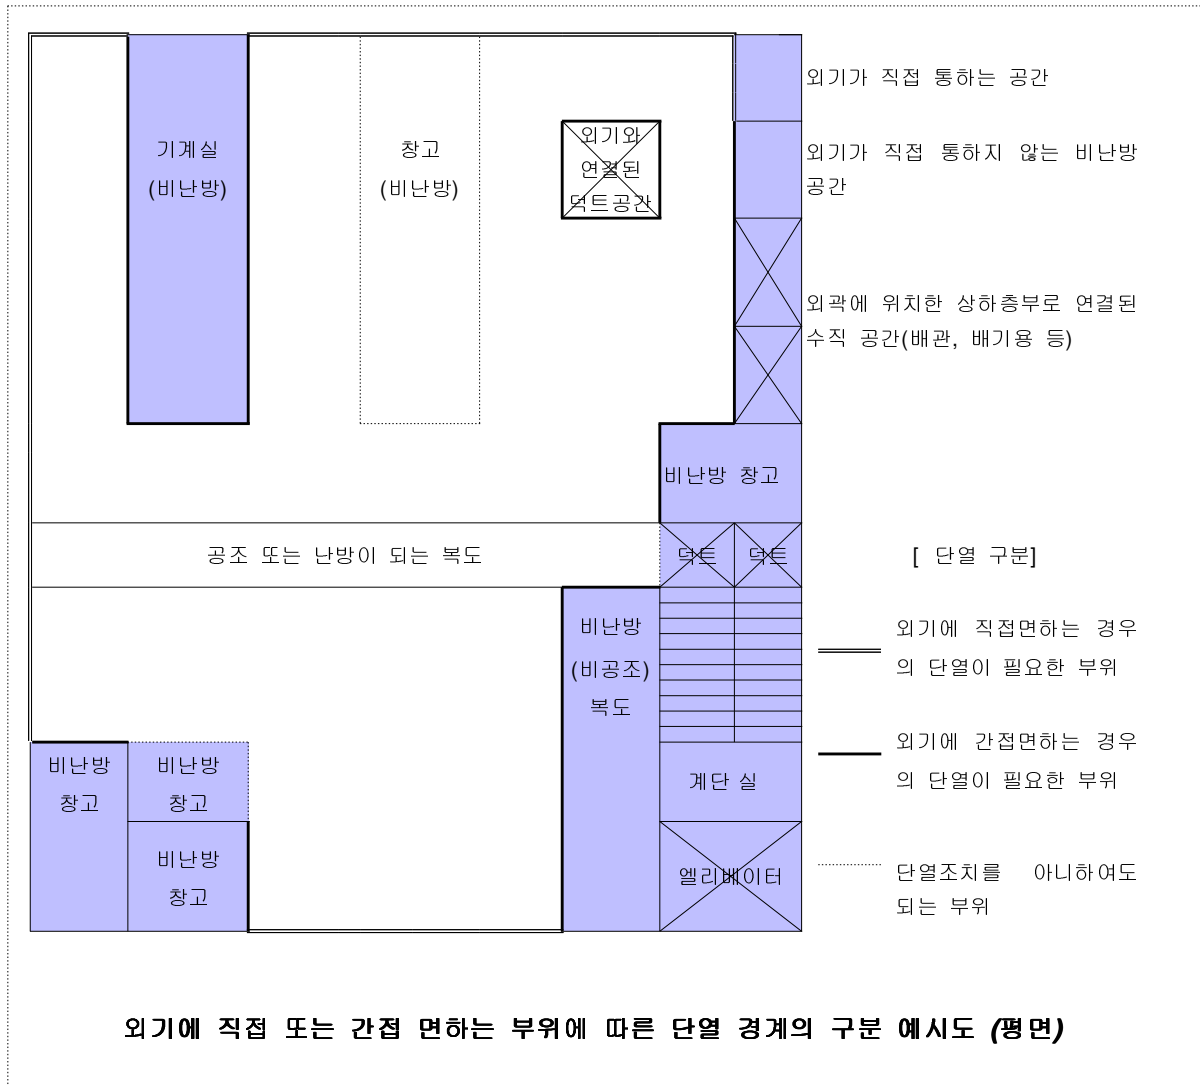 외기가 직접 통하는 공간
외기와
연결된
덕트공간
기계실
(비난방)
창고
(비난방)
외기가 직접 통하지 않는 비난방
공간
외곽에 위치한 상하층부로 연결된
수직 공간(배관, 배기용 등)
비난방 창고
공조 또는 난방이 되는 복도
덕트
덕트
[ 단열 구분]
비난방
(비공조)
복도
외기에 직접면하는 경우
의 단열이 필요한 부위
외기에 간접면하는 경우
의 단열이 필요한 부위
비난방
창고
비난방
창고
계단 실
비난방
창고
엘리베이터
단열조치를 아니하여도
되는 부위
외기에 직접 또는 간접 면하는 부위에 따른 단열 경계의 구분 예시도 (평면)